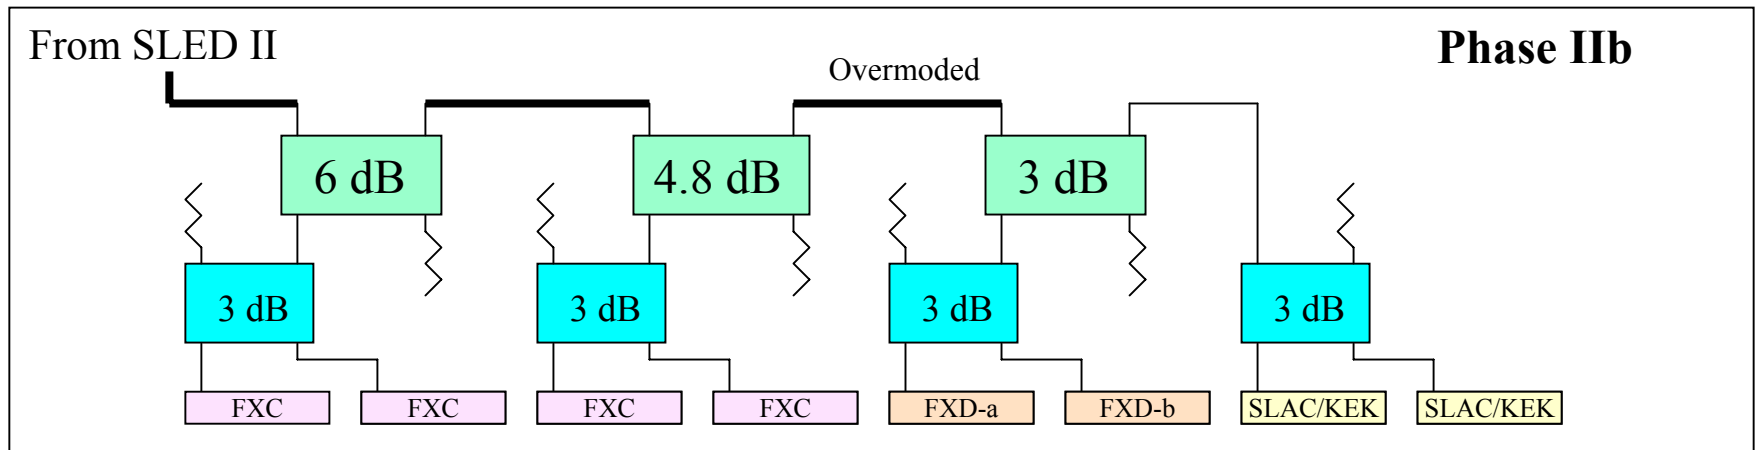 From SLED II
Phase IIb
Overmoded
6 dB
4.8 dB
3 dB
3 dB
3 dB
3 dB
3 dB
FXC
FXC
FXC
FXC
FXD-a
FXD-b
SLAC/KEK
SLAC/KEK